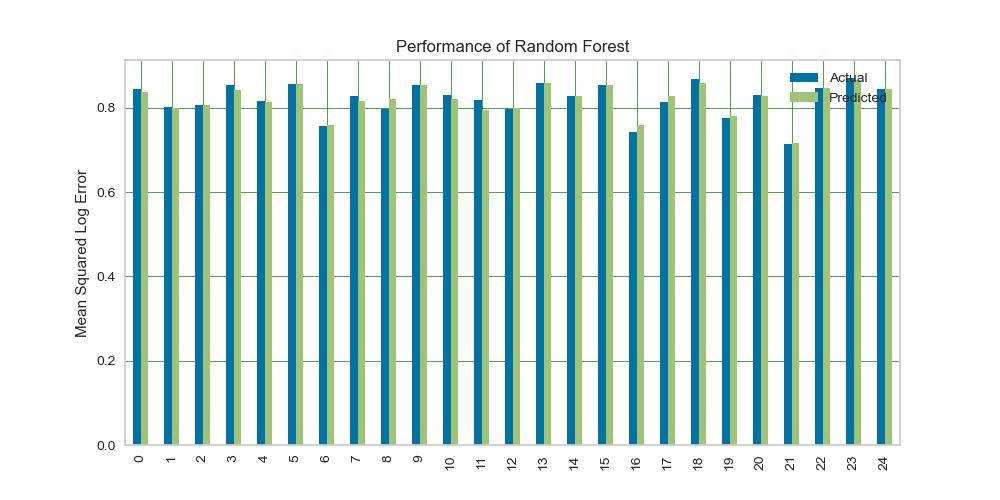 Performance of Random Forest
Actual
Predicted
Mean Squared Log Error
0.8
0.6
0.4
0.2
0.0
0 1 2 3 4 5 6 7 8 9 10 11 12 13 14 15 16 17 18 19 20 21 22 23 24